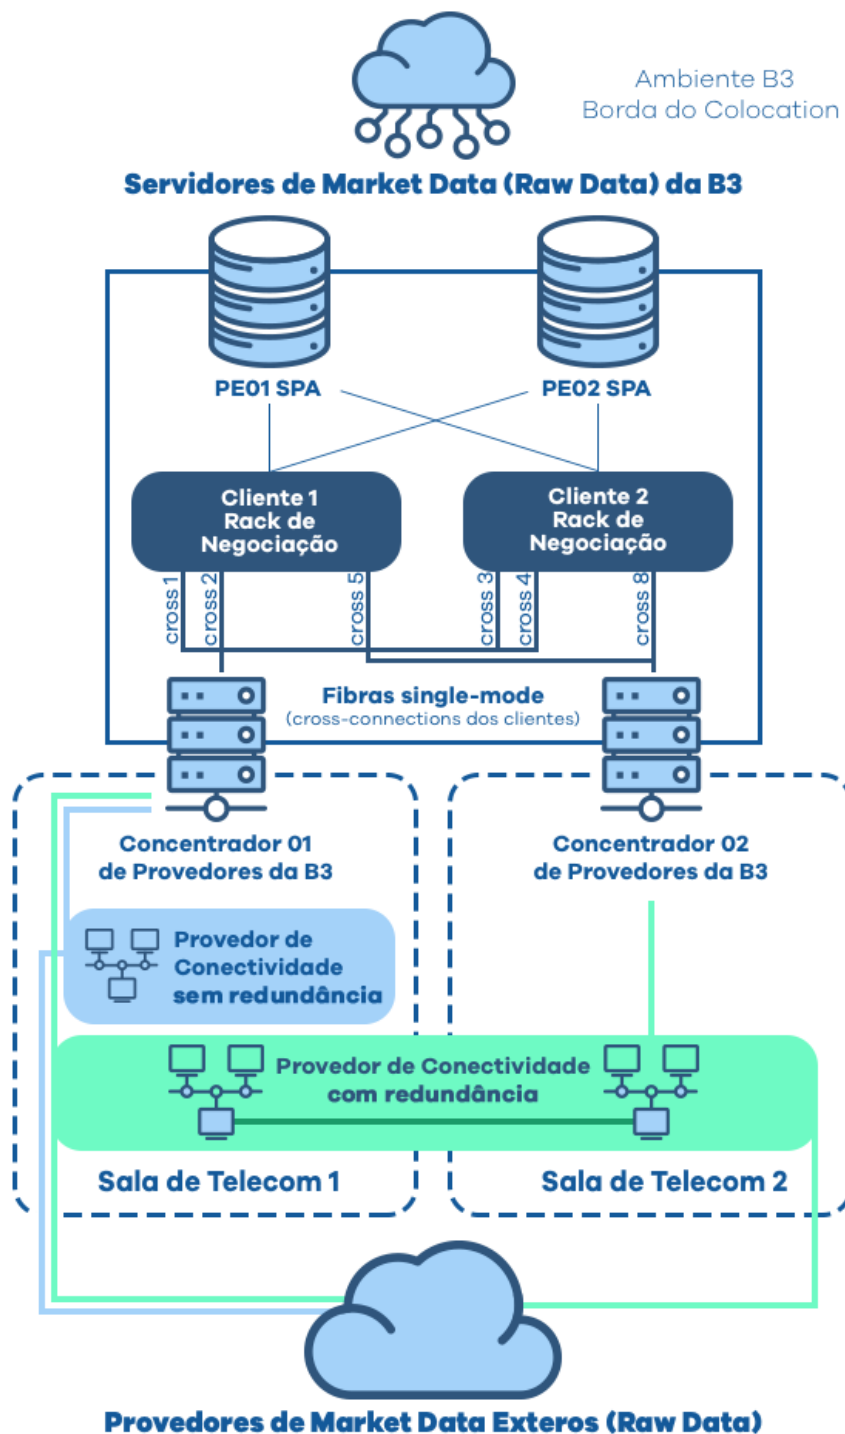 Ambiente B3
Borda do Colocation
Servidores de Market Data (Raw Data) da B3
PE01 SPA
PE02 SPA
Cliente 1
Rack de
Negociação
Cliente 2
Rack de
Negociação
cross 1
cross 2
cross 5
cross 3
cross 4
cross 8
Fibras single-mode
(cross-connections dos clientes)
Concentrador 01
de Provedores da B3
Concentrador 02
de Provedores da B3
Provedor de
Conectividade
sem redundância
Provedor de Conectividade
com redundância
Sala de Telecom 1
Sala de Telecom 2
Provedores de Market Data Exteros (Raw Data)